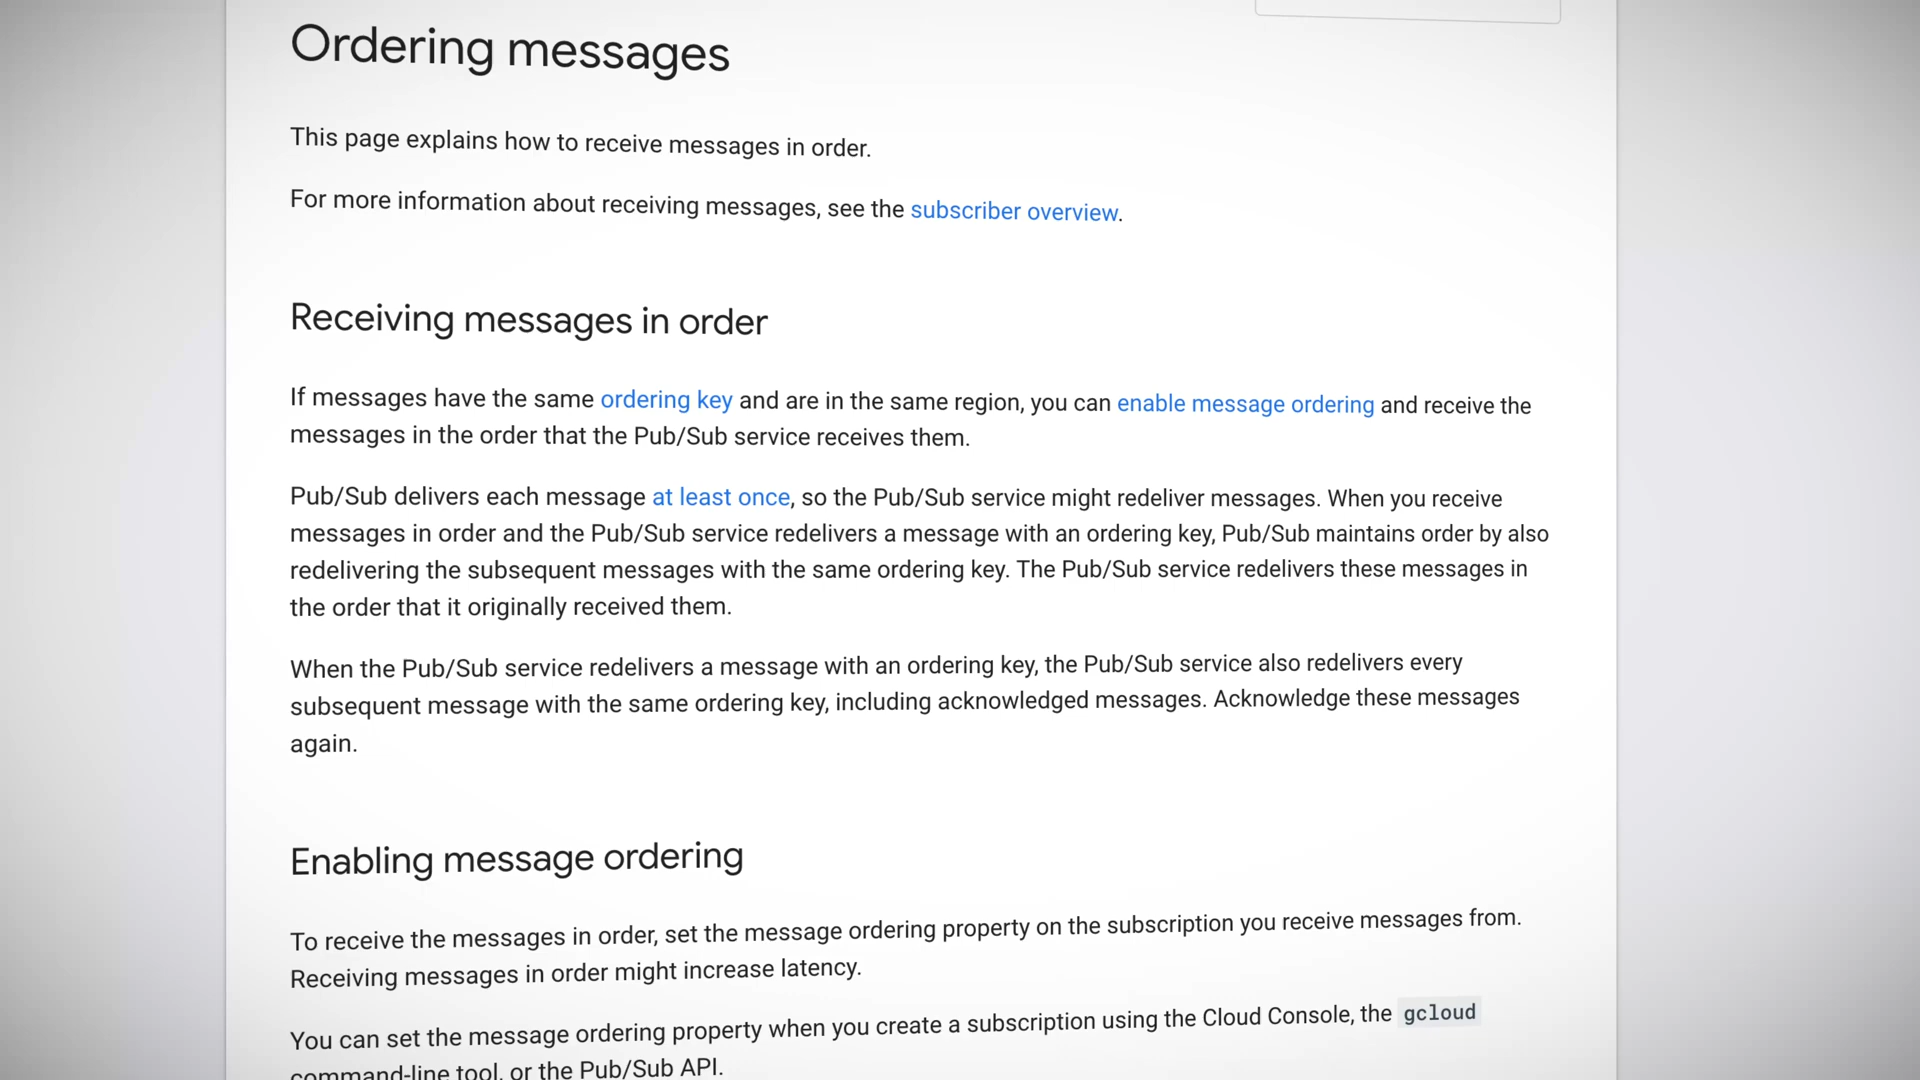 Ordering messages
This page explains how to receive messages in order.
For more information about receiving messages, see the subscriber overview.
Receiving messages in order
If messages have the same ordering key and are in the same region, you can enable message ordering and receive the
messages in the order that the Pub/Sub service receives them.
Pub/Sub delivers each message at least once, so the Pub/Sub service might redeliver messages. When you receive
messages in order and the Pub/Sub service redelivers a message with an ordering key, Pub/Sub maintains order by also
redelivering the subsequent messages with the same ordering key. The Pub/Sub service redelivers these messages in
the order that it originally received them.
When the Pub/Sub service redelivers a message with an ordering key, the Pub/Sub service also redelivers every
subsequent message with the same ordering key, including acknowledged messages. Acknowledge these messages
again.
Enabling message ordering
To receive the messages in order, set the message ordering property on the subscription you receive messages from.
Receiving messages in order might increase latency.
You can set the message ordering property when you create a subscription using the Cloud Console, the gcloud
command-line tool, or the Pub/Sub API.